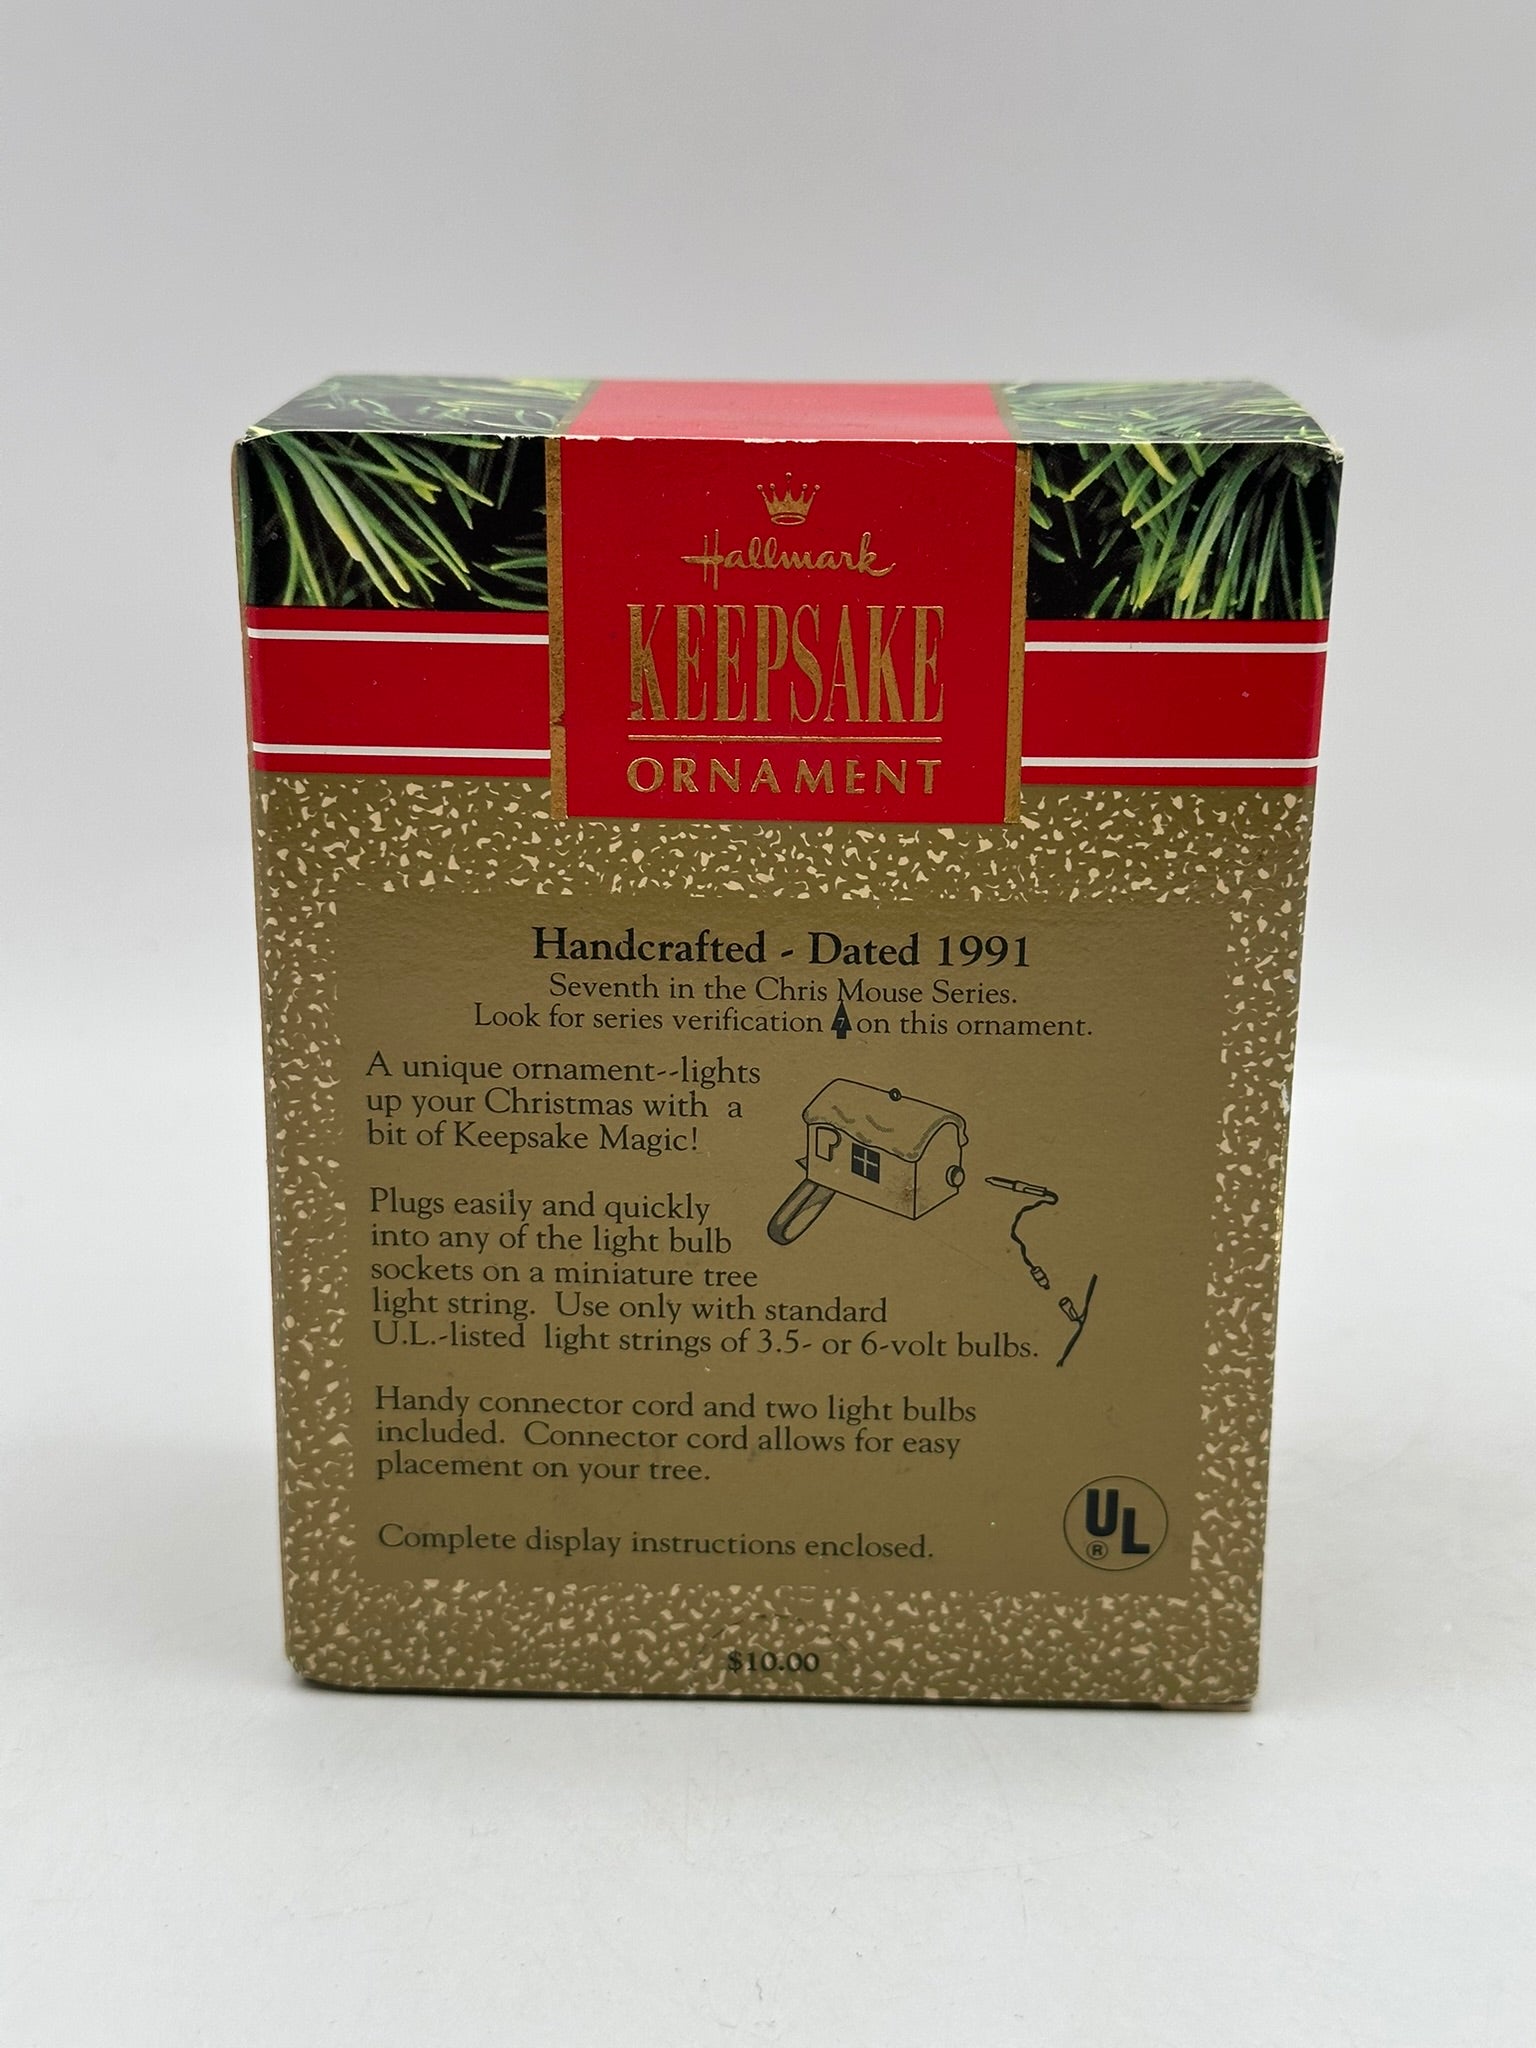 Hallmark
KEEPSAKE
ORNAMENT
Handcrafted - Dated 1991
Seventh in the Chris Mouse Series.
Look for series verification 7 on this ornament.
A unique ornament--lights
up your Christmas with a
bit of Keepsake Magic!
Plugs easily and quickly
into any of the light bulb
sockets on a miniature tree
light string. Use only with standard
U.L.-listed light strings of 3.5- or 6-volt bulbs.
Handy connector cord and two light bulbs
included. Connector cord allows for easy
placement on your tree.
Complete display instructions enclosed.
UL
®
$10.00